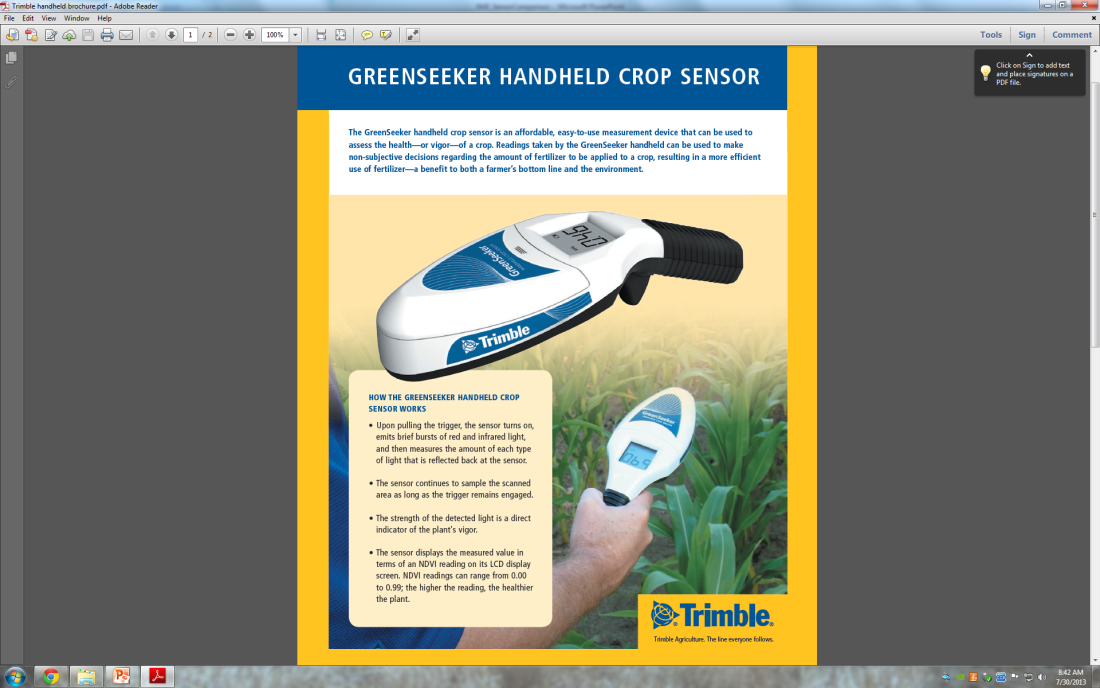 Trimble handheld brochure.pdf - Adobe Reader
File Edit View Window Help
1 / 2
100%
Tools Sign Comment
Click on Sign to add text
and place signatures on a
PDF file.
GREENSEEKER HANDHELD CROP SENSOR
The GreenSeeker handheld crop sensor is an affordable, easy-to-use measurement device that can be used to
assess the health—or vigor—of a crop. Readings taken by the GreenSeeker handheld can be used to make
non-subjective decisions regarding the amount of fertilizer to be applied to a crop, resulting in a more efficient
use of fertilizer—a benefit to both a farmer's bottom line and the environment.
GreenSeeker
Trimble
HOW THE GREENSEEKER HANDHELD CROP
SENSOR WORKS
• Upon pulling the trigger, the sensor turns on,
emits brief bursts of red and infrared light,
and then measures the amount of each type
of light that is reflected back at the sensor.
• The sensor continues to sample the scanned
area as long as the trigger remains engaged.
• The strength of the detected light is a direct
indicator of the plant's vigor.
• The sensor displays the measured value in
terms of an NDVI reading on its LCD display
screen. NDVI readings can range from 0.00
to 0.99; the higher the reading, the healthier
the plant.
GreenSeeker
Trimble®
Trimble Agriculture. The line everyone follows.
8:42 AM
7/30/2013